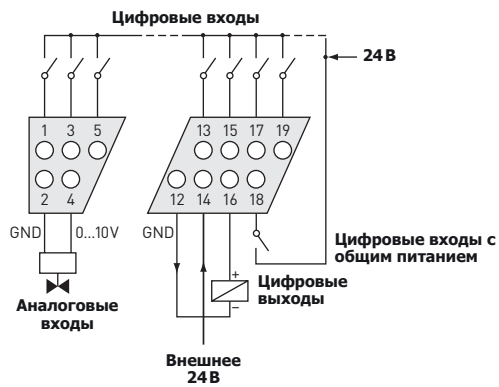 Цифровые входы
24 В
1 3 5
13 15 17 19
2 4
12 14 16 18
GND
0...10V
GND
Цифровые входы с
общим питанием
+
Цифровые
выходы
–
Аналоговые
входы
Внешнее
24 В